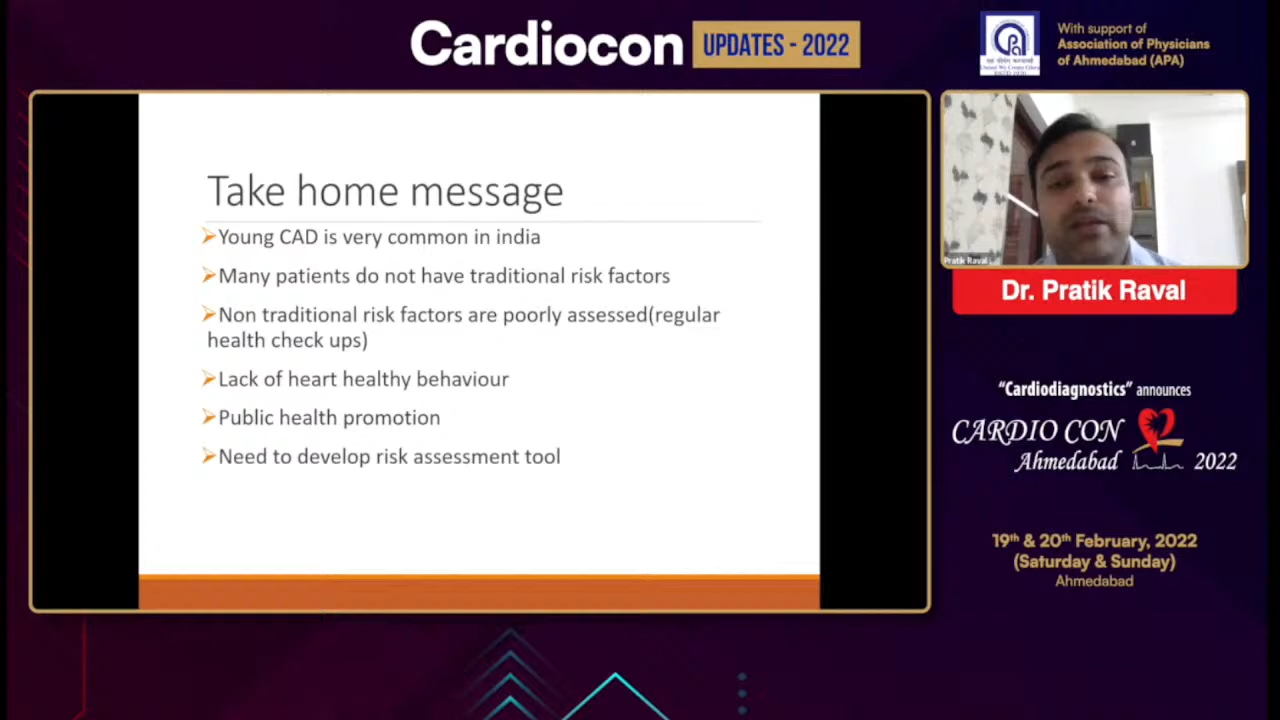 Cardiocon UPDATES - 2022
With support of
Association of Physicians
of Ahmedabad (APA)
Take home message
Young CAD is very common in india
Many patients do not have traditional risk factors
Non traditional risk factors are poorly assessed(regular
health check ups)
Lack of heart healthy behaviour
Public health promotion
Need to develop risk assessment tool
Pratik Raval
Dr. Pratik Raval
“Cardiodiagnostics” announces
CARDIO CON
Ahmedabad 2022
19th & 20th February, 2022
(Saturday & Sunday)
Ahmedabad